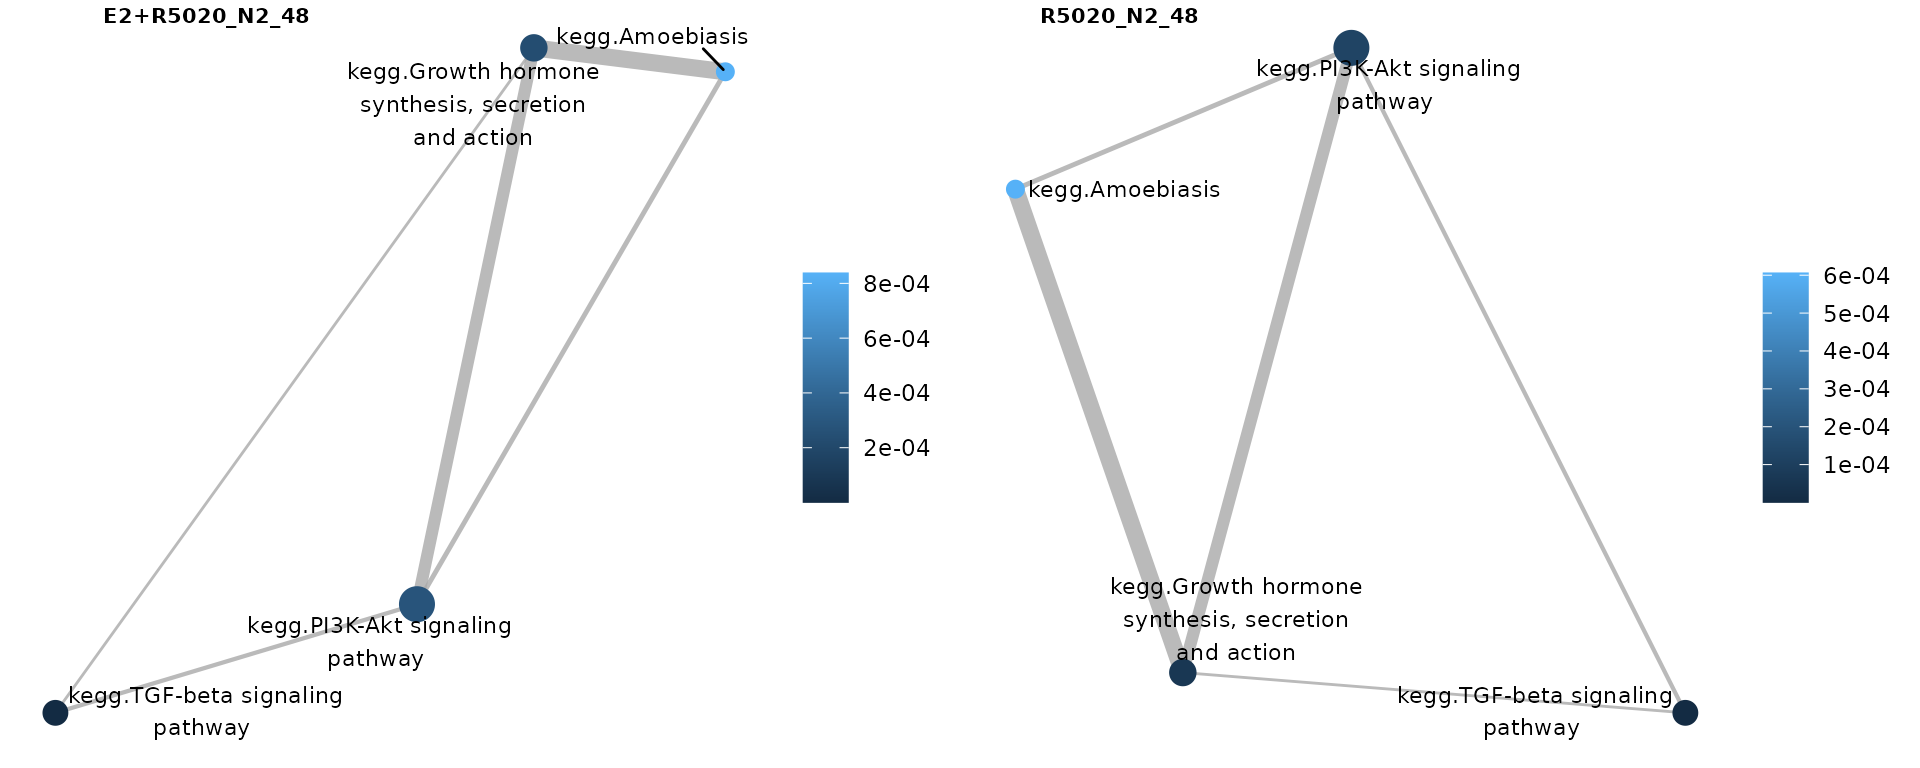 E2+R5020_N2_48
kegg.Amoebiasis
kegg.Growth hormone
synthesis, secretion
and action
kegg.PI3K-Akt signaling
pathway
kegg.TGF-beta signaling
pathway
8e-04
6e-04
4e-04
2e-04
R5020_N2_48
kegg.PI3K-Akt signaling
pathway
kegg.Amoebiasis
kegg.Growth hormone
synthesis, secretion
and action
kegg.TGF-beta signaling
pathway
6e-04
5e-04
4e-04
3e-04
2e-04
1e-04